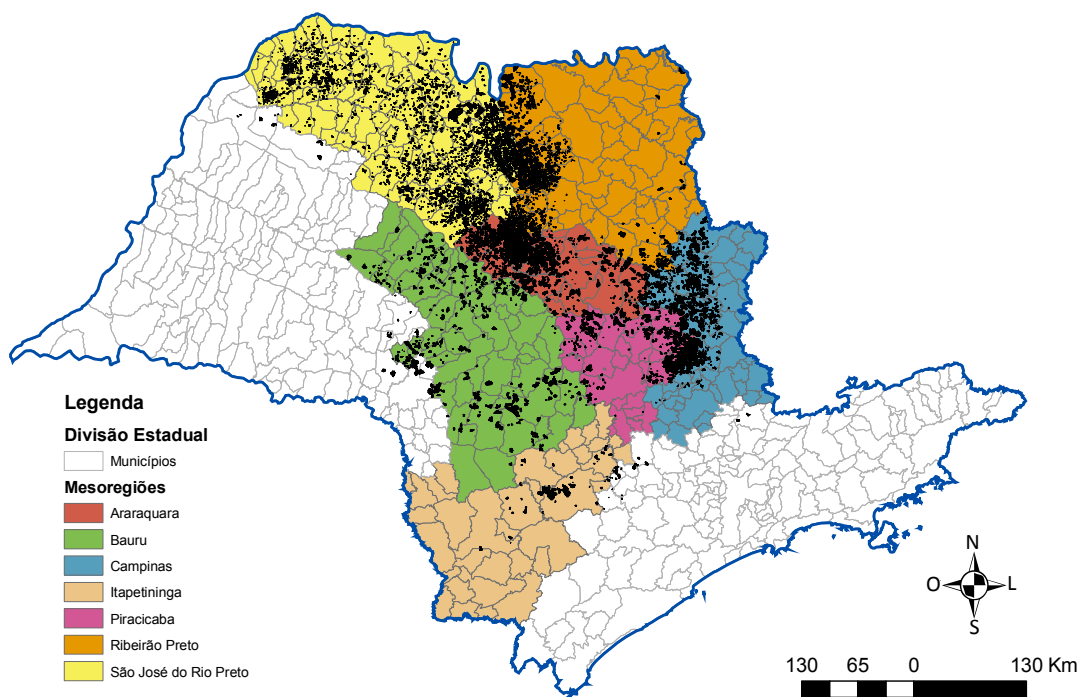 Legenda
Divisão Estadual
Municípios
Mesoregiões
Araraquara
Bauru
Campinas
Itapetininga
Piracicaba
Ribeirão Preto
São José do Rio Preto
N
O L
S
130 65 0 130 Km